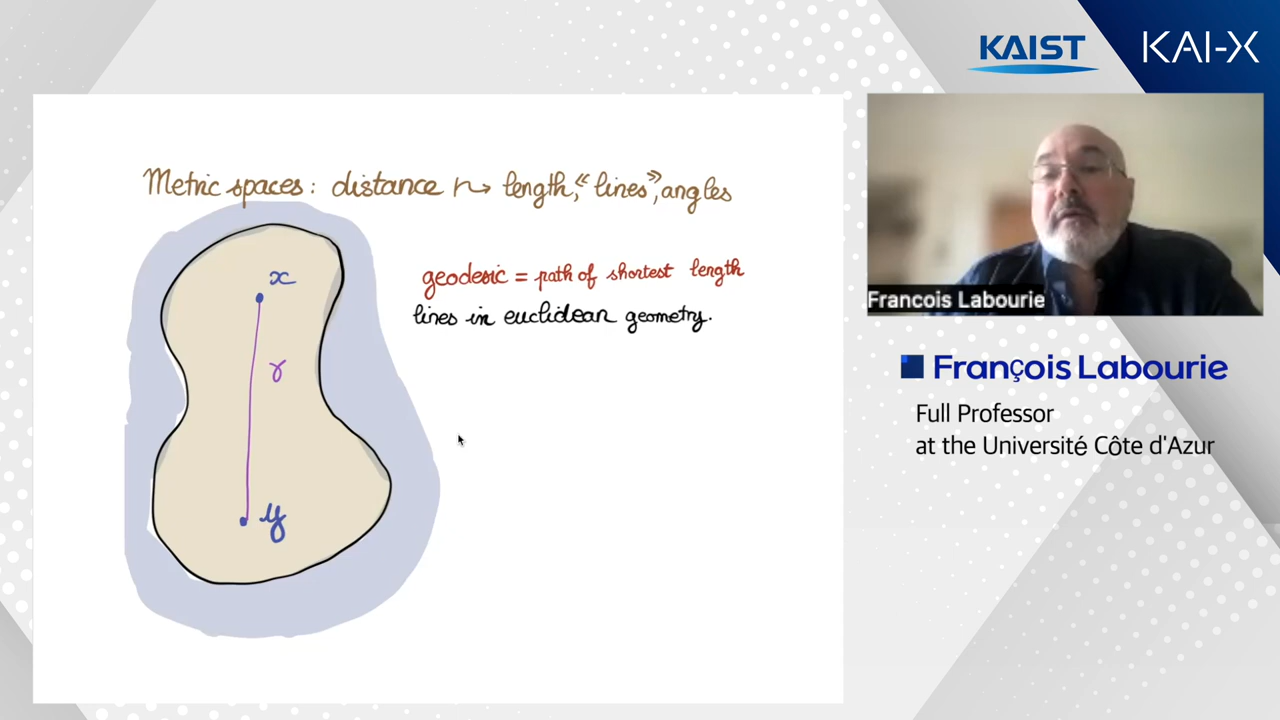 KAIST
KAI-X
Metric spaces: distance ↝ length, "lines", angles
x
geodesic = path of shortest length
lines in euclidean geometry.
γ
y
Francois Labourie
François Labourie
Full Professor
at the Université Côte d'Azur